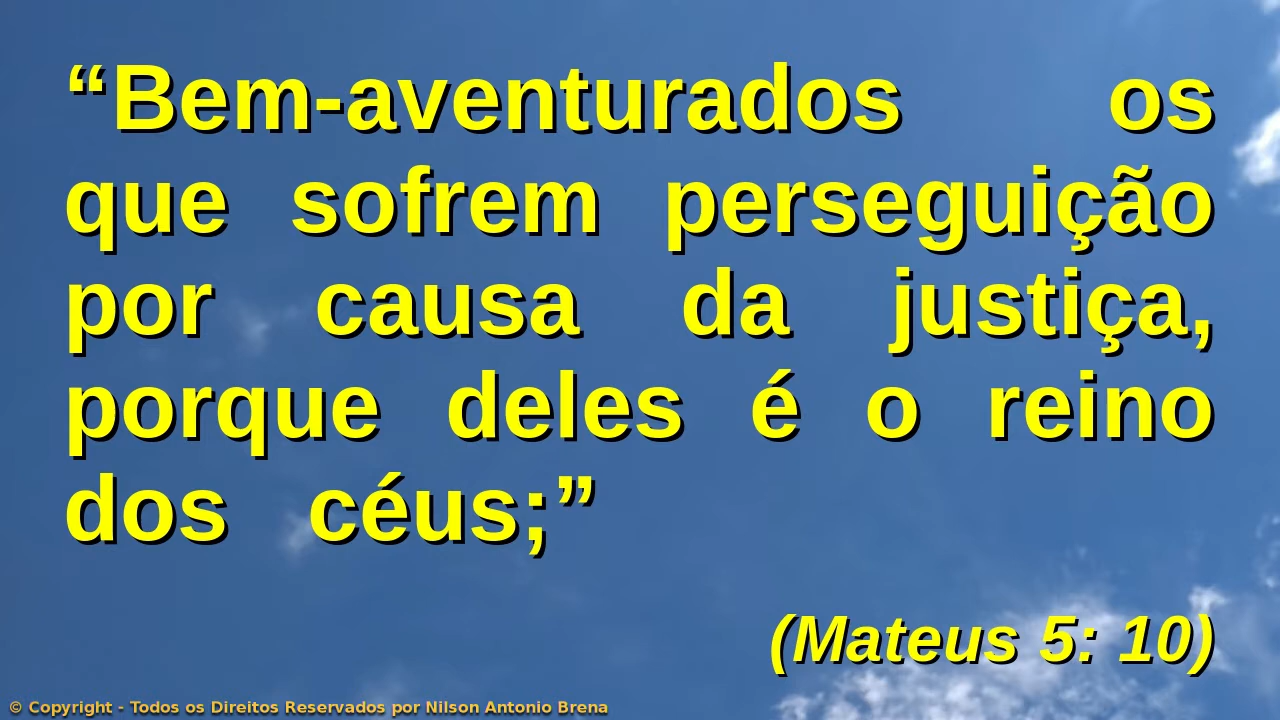 “Bem-aventurados os
que sofrem perseguição
por causa da justiça,
porque deles é o reino
dos céus;”
(Mateus 5: 10)
© Copyright - Todos os Direitos Reservados por Nilson Antonio Brena